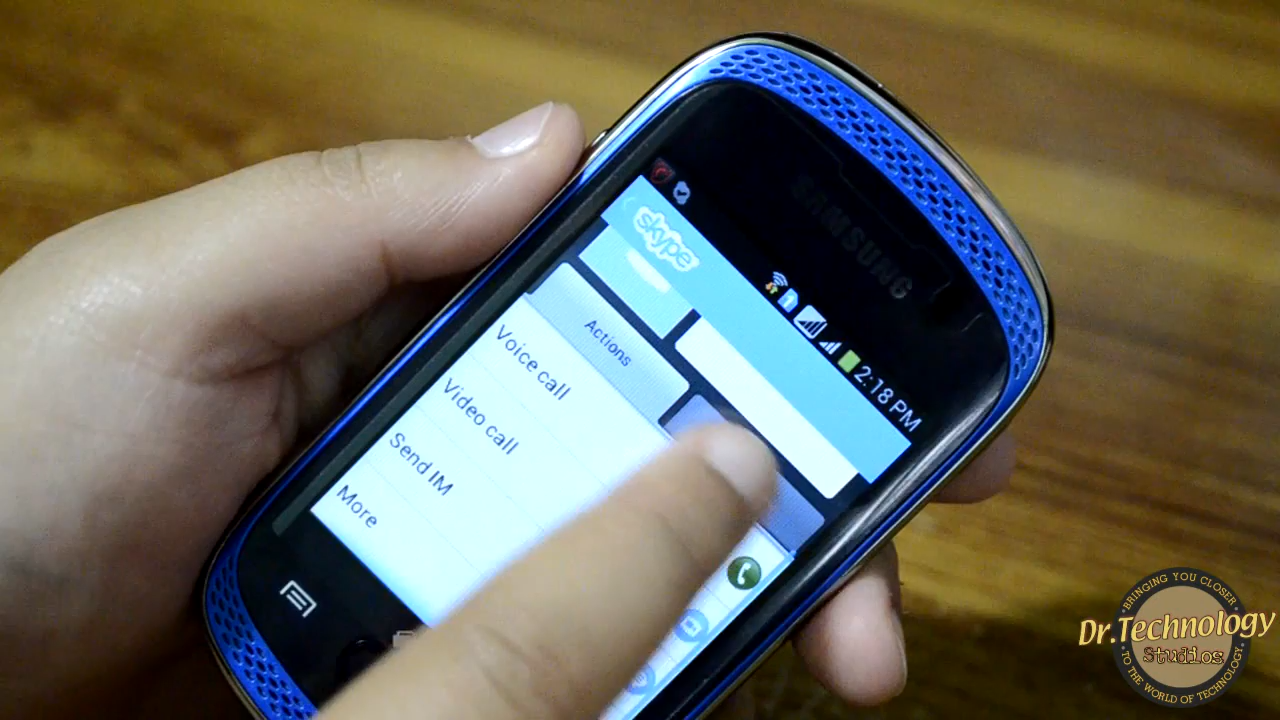 SAMSUNG
2:18 PM
skype
Actions
Voice call
Video call
Send IM
More
BRINGING YOU CLOSER
Dr.Technology
Studios
TO THE WORLD OF TECHNOLOGY.